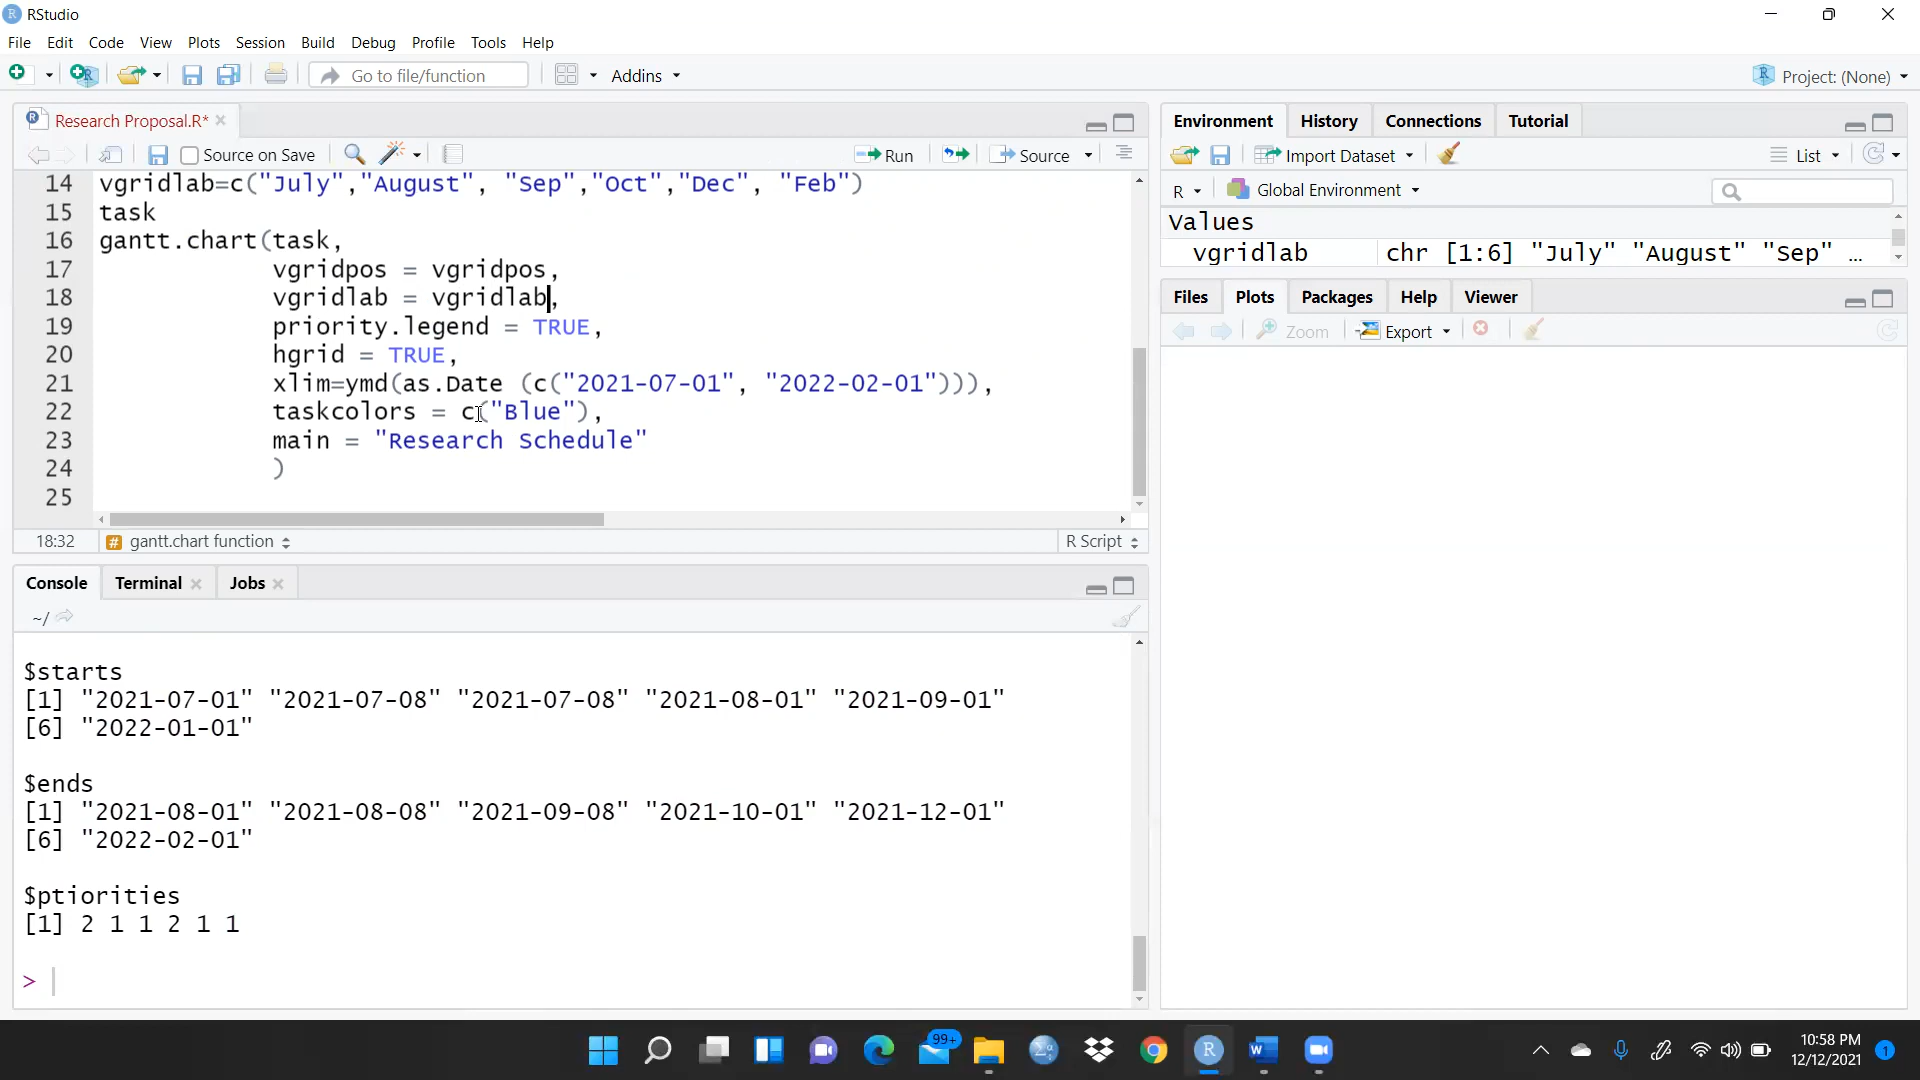 RStudio
File Edit Code View Plots Session Build Debug Profile Tools Help
Go to file/function Addins Project: (None)
Research Proposal.R*
Source on Save Run Source
14 vgridlab=c("July","August", "Sep","Oct","Dec", "Feb")
15 task
16 gantt.chart(task,
17 vgridpos = vgridpos,
18 vgridlab = vgridlab,
19 priority.legend = TRUE,
20 hgrid = TRUE,
21 xlim=ymd(as.Date (c("2021-07-01", "2022-02-01"))),
22 taskcolors = c("Blue"),
23 main = "Research Schedule"
24 )
25
18:32 # gantt.chart function R Script
Console Terminal Jobs
~/
$starts
[1] "2021-07-01" "2021-07-08" "2021-07-08" "2021-08-01" "2021-09-01"
[6] "2022-01-01"
$ends
[1] "2021-08-01" "2021-08-08" "2021-09-08" "2021-10-01" "2021-12-01"
[6] "2022-02-01"
$ptiorities
[1] 2 1 1 2 1 1
>
Environment History Connections Tutorial
Import Dataset List
R Global Environment
Values
vgridlab chr [1:6] "July" "August" "Sep" …
Files Plots Packages Help Viewer
Zoom Export
99+
10:58 PM
12/12/2021
1